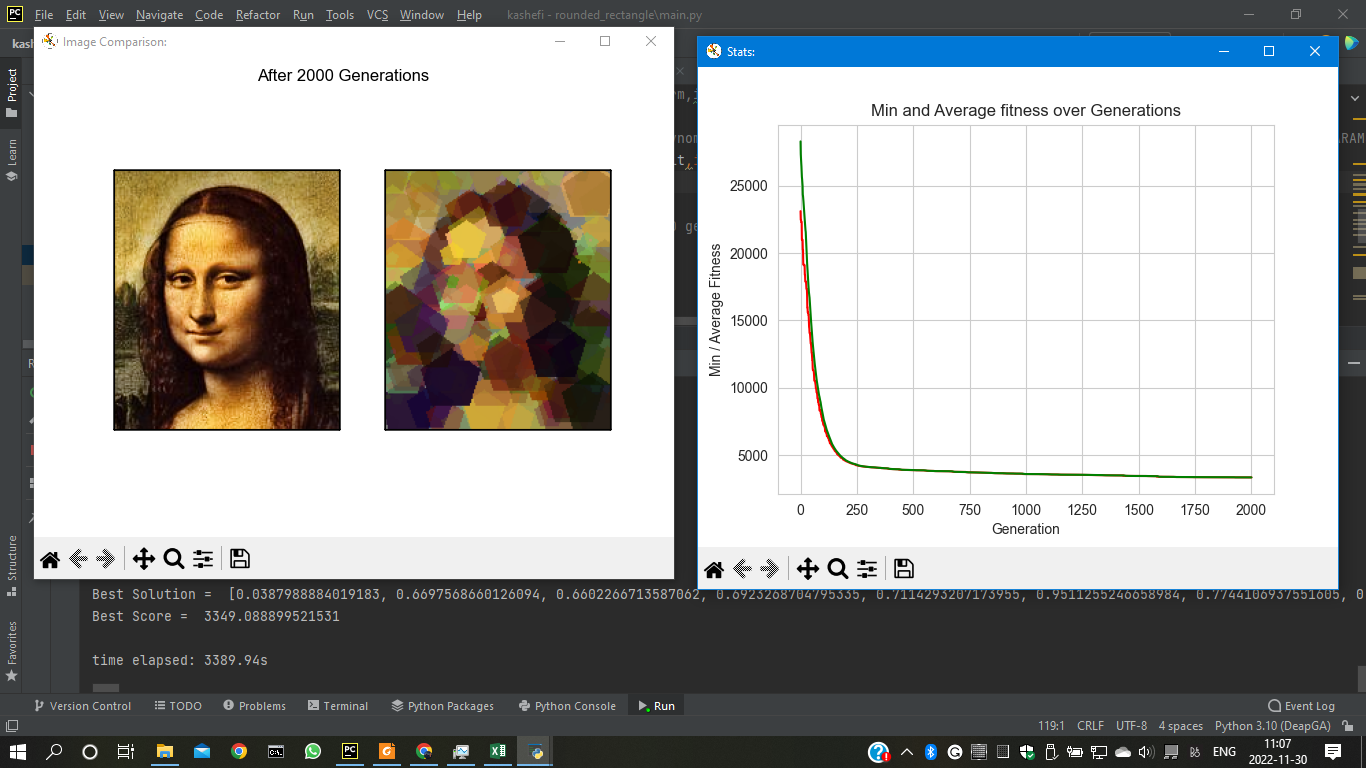 PC File Edit View Navigate Code Refactor Run Tools VCS Window Help kashefi - rounded_rectangle\main.py
Image Comparison:
After 2000 Generations
Stats:
Min and Average fitness over Generations
Min / Average Fitness
25000
20000
15000
10000
5000
0 250 500 750 1000 1250 1500 1750 2000
Generation
Project
Learn
Structure
Favorites
Best Solution = [0.0387988884019183, 0.6697568660126094, 0.6602266713587062, 0.6923268704795335, 0.7114293207173955, 0.9511255246658984, 0.7744106937551605, 0
Best Score = 3349.088899521531
time elapsed: 3389.94s
Version Control TODO Problems Terminal Python Packages Python Console Run Event Log
119:1 CRLF UTF-8 4 spaces Python 3.10 (DeapGA)
PC ENG 11:07
2022-11-30